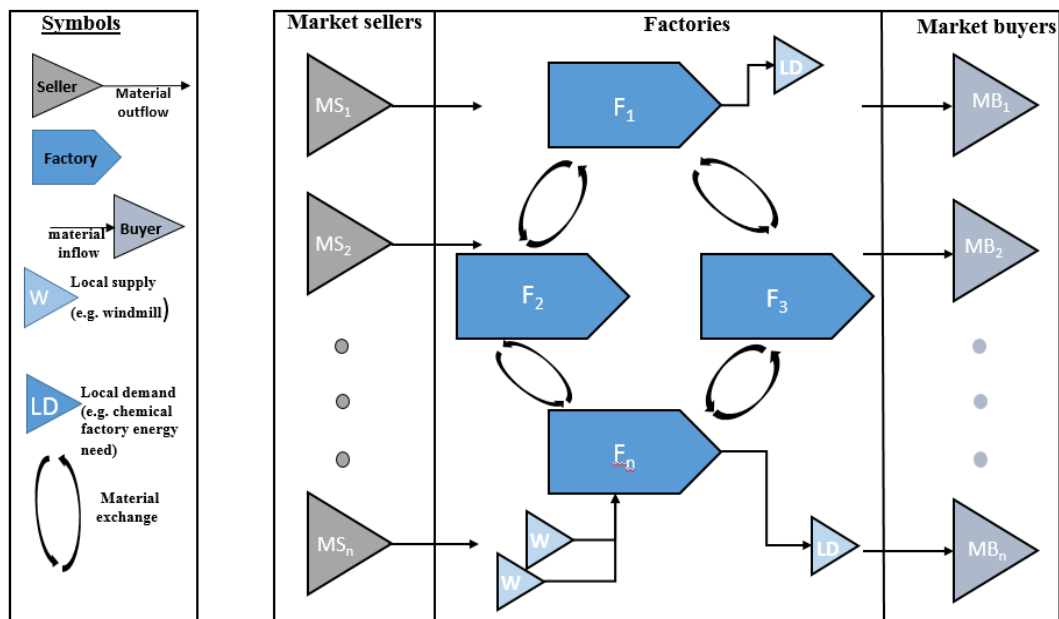 Symbols
Seller
Material
outflow
Factory
Buyer
material
inflow
W
Local supply
(e.g. windmill)
LD
Local demand
(e.g. chemical
factory energy
need)
Material
exchange
Market sellers
Factories
Market buyers
MS₁
F₁
LD
MB₁
MS₂
F₂
F₃
MB₂
Fₙ
MSₙ
W
W
LD
MBₙ